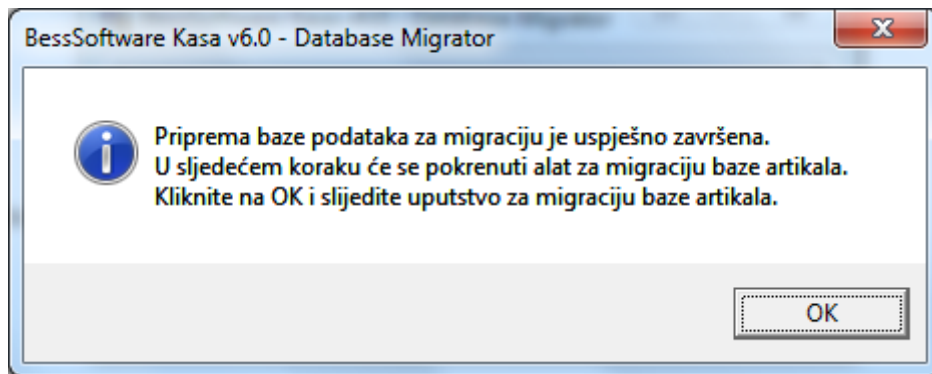 BessSoftware Kasa v6.0 - Database Migrator
Priprema baze podataka za migraciju je uspješno završena.
U sljedećem koraku će se pokrenuti alat za migraciju baze artikala.
Kliknite na OK i slijedite uputstvo za migraciju baze artikala.
OK